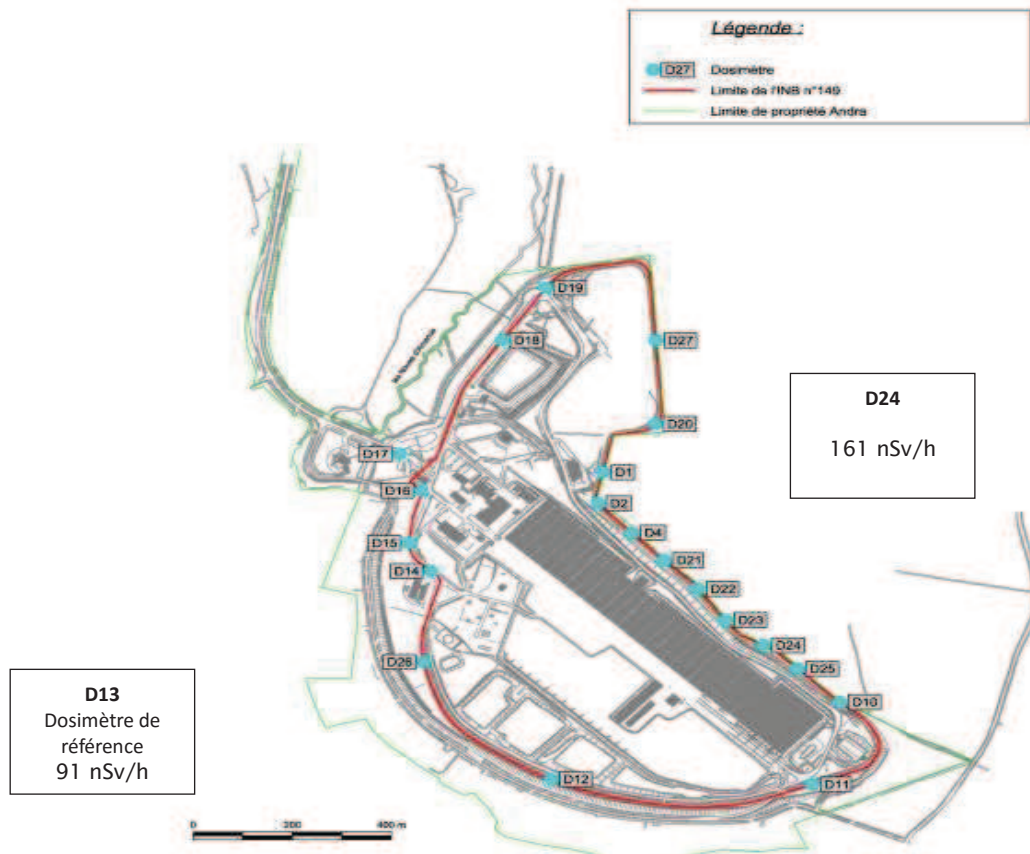 Légende :
D27 Dosimètre
Limite de l'INB n°149
Limite de propriété Andra
D19
D18
D27
D24
161 nSv/h
D20
D17
D1
D16
D2
D4
D15
D21
D14
D22
D23
D24
D26
D25
D13
Dosimètre de
référence
91 nSv/h
D10
D12
D11
0 200 400 m